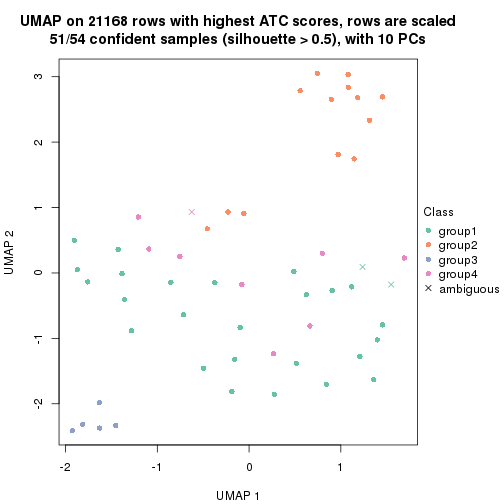 UMAP on 21168 rows with highest ATC scores, rows are scaled
51/54 confident samples (silhouette > 0.5), with 10 PCs
3
2
1
0
-1
-2
UMAP 2
-2
-1
0
1
UMAP 1
Class
group1
group2
group3
group4
ambiguous